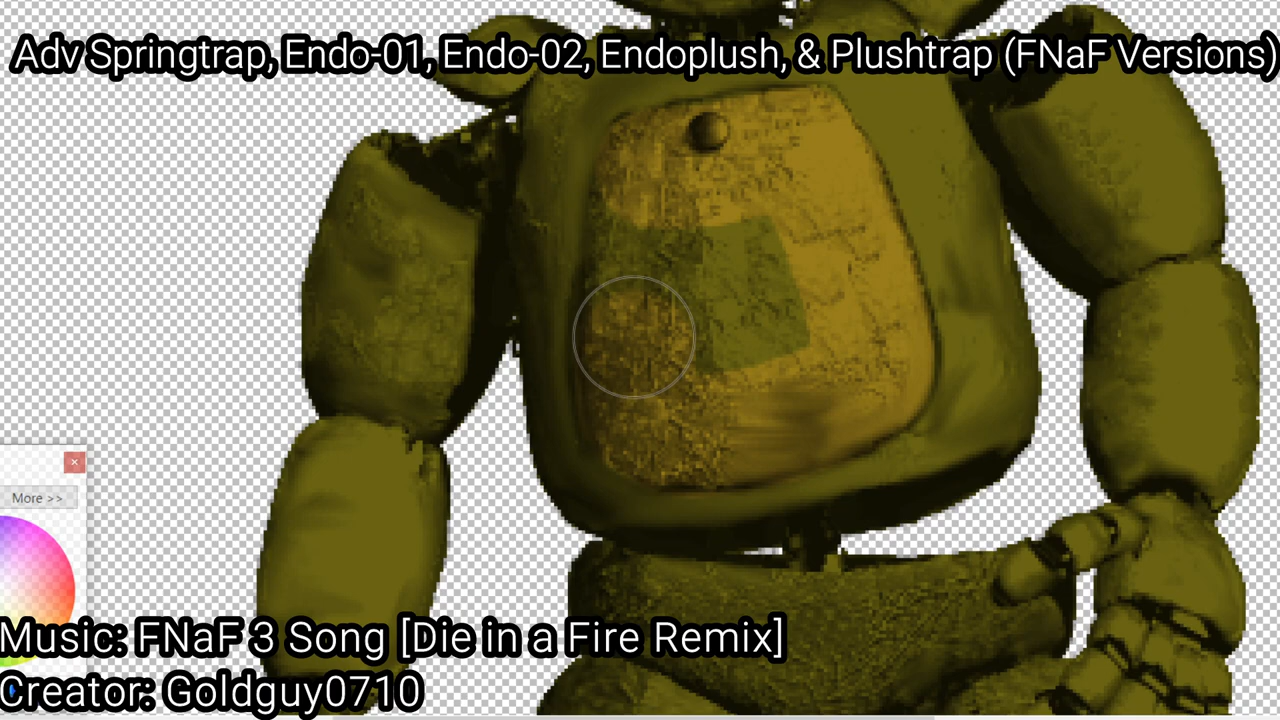 Adv Springtrap, Endo-01, Endo-02, Endoplush, & Plushtrap (FNaF Versions)
More >>
Music: FNaF 3 Song [Die in a Fire Remix]
Creator: Goldguy0710